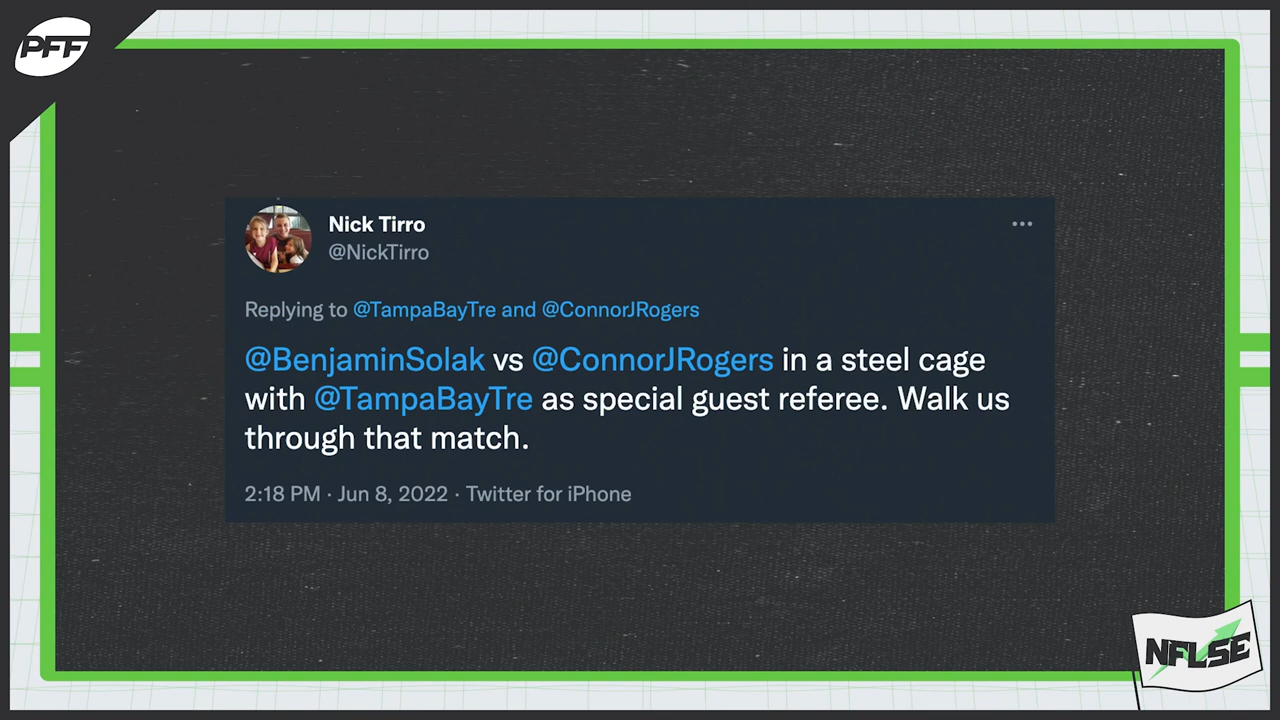 PFF
Nick Tirro
@NickTirro
Replying to @TampaBayTre and @ConnorJRogers
@BenjaminSolak vs @ConnorJRogers in a steel cage
with @TampaBayTre as special guest referee. Walk us
through that match.
2:18 PM · Jun 8, 2022 · Twitter for iPhone
NFLSE